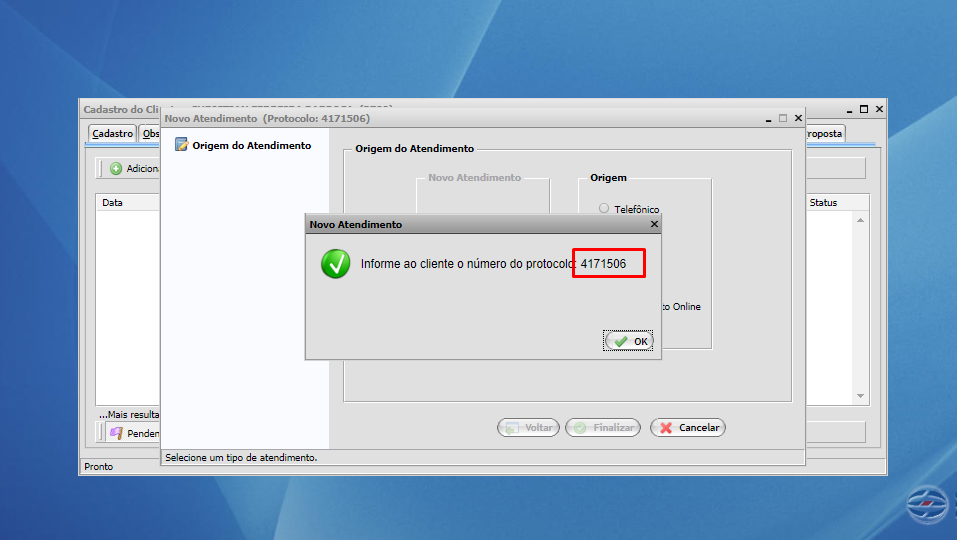 Cadastro do Cli
Novo Atendimento (Protocolo: 4171506)
Cadastro
Obs
roposta
Origem do Atendimento
Origem do Atendimento
Adiciona
Novo Atendimento
Origem
Data
Status
Telefônico
Novo Atendimento
Informe ao cliente o número do protocolo: 4171506
to Online
OK
...Mais resulta
Penden
Voltar
Finalizar
Cancelar
Selecione um tipo de atendimento.
Pronto